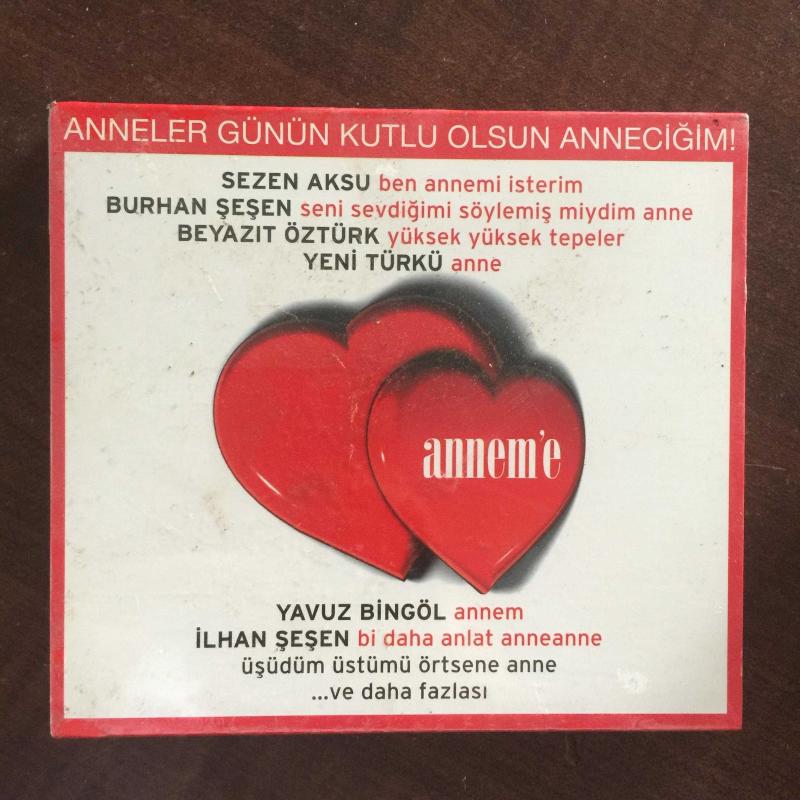 ANNELER GÜNÜN KUTLU OLSUN ANNECİĞİM!
SEZEN AKSU ben annemi isterim
BURHAN ŞEŞEN seni sevdiğimi söylemiş miydim anne
BEYAZIT ÖZTÜRK yüksek yüksek tepeler
YENİ TÜRKÜ anne
annem'e
YAVUZ BİNGÖL annem
İLHAN ŞEŞEN bi daha anlat anneanne
üşüdüm üstümü örtsene anne
...ve daha fazlası